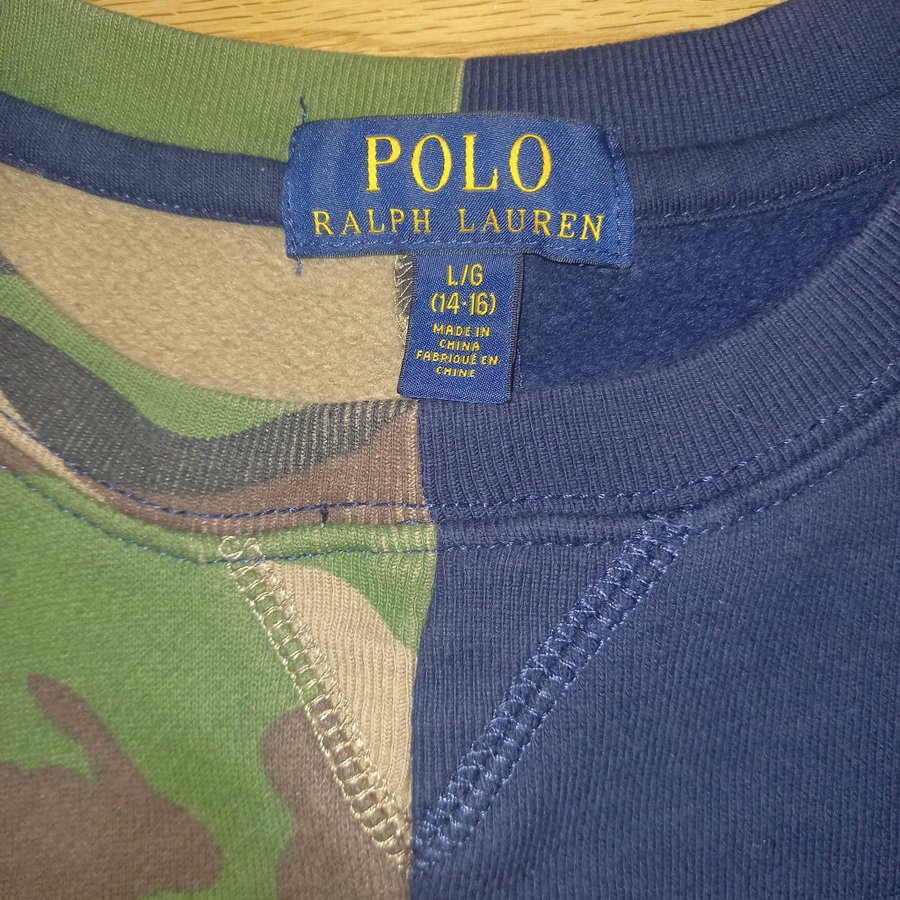 POLO
RALPH LAUREN
L/G
(14-16)
MADE IN
CHINA
FABRIQUÉ EN
CHINE